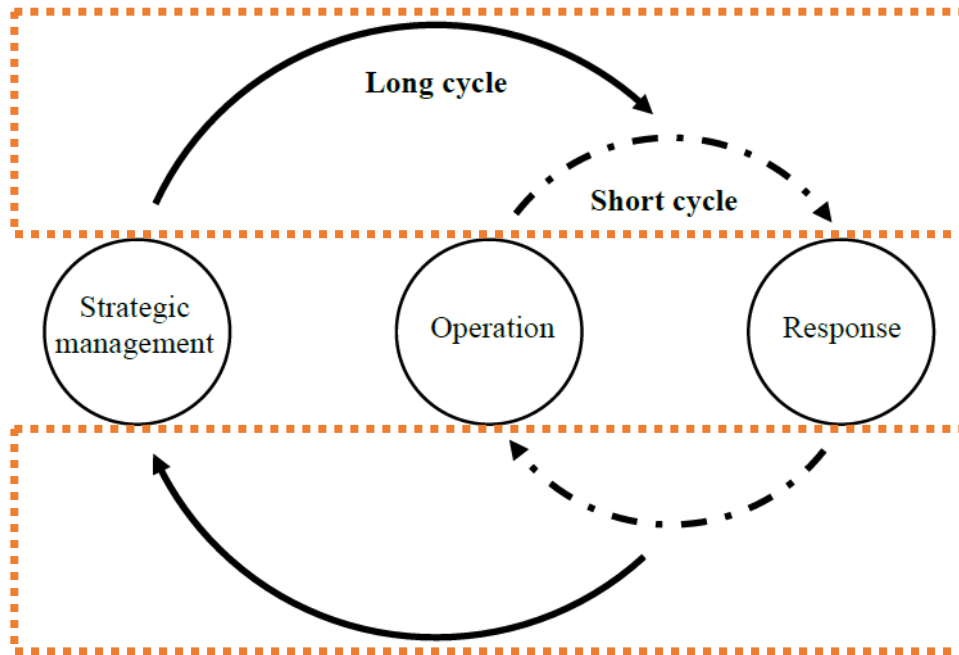 Long cycle
Short cycle
Strategic
management
Operation
Response